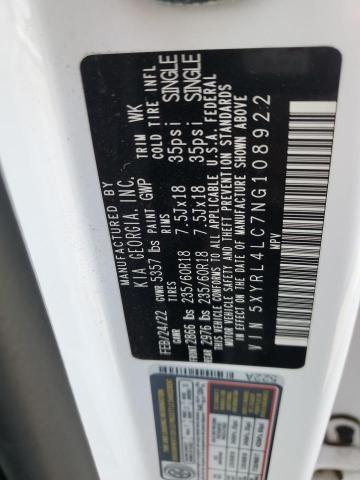 MANUFACTURED BY
KIA GEORGIA, INC.
FEB/24/22 GVWR 5357 lbs PAINT GWP TRIM WK
GAWR RIMS COLD TIRE INFL
FRONT 2866 lbs 235/60R18 7.5Jx18 35psi SINGLE
REAR 2976 lbs 235/60R18 7.5Jx18 35psi SINGLE
THIS VEHICLE CONFORMS TO ALL APPLICABLE U.S.A. FEDERAL
MOTOR VEHICLE SAFETY AND THEFT PREVENTION STANDARDS
IN EFFECT ON THE DATE OF MANUFACTURE SHOWN ABOVE
VIN 5XYRL4LC7NG108922
MPV
522A